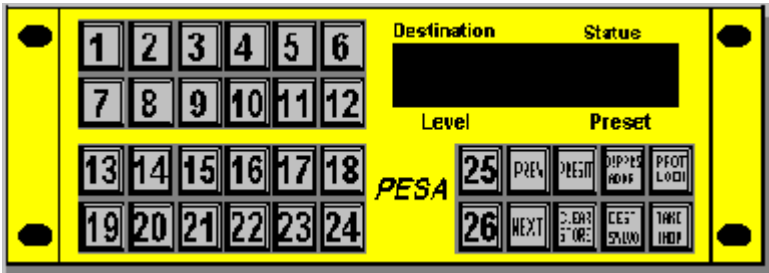 Destination Status
1 2 3 4 5 6
7 8 9 10 11 12
Level Preset
13 14 15 16 17 18
PESA
25 PREV
PROT
LOCK
19 20 21 22 23 24
26 NEXT CLEAR
STORE
DEST
SALVO
TAKE